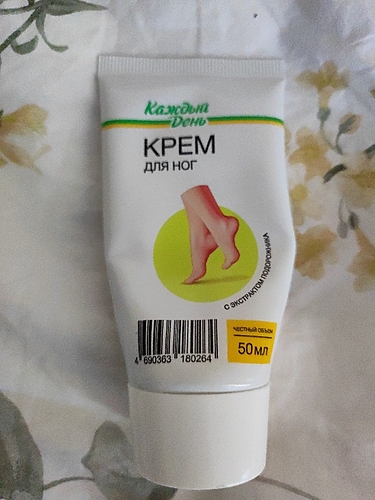 Каждый
День
КРЕМ
ДЛЯ НОГ
С ЭКСТРАКТОМ ПОДОРОЖНИКА
ЧЕСТНЫЙ ОБЪЕМ
50 МЛ
4 690363 180264